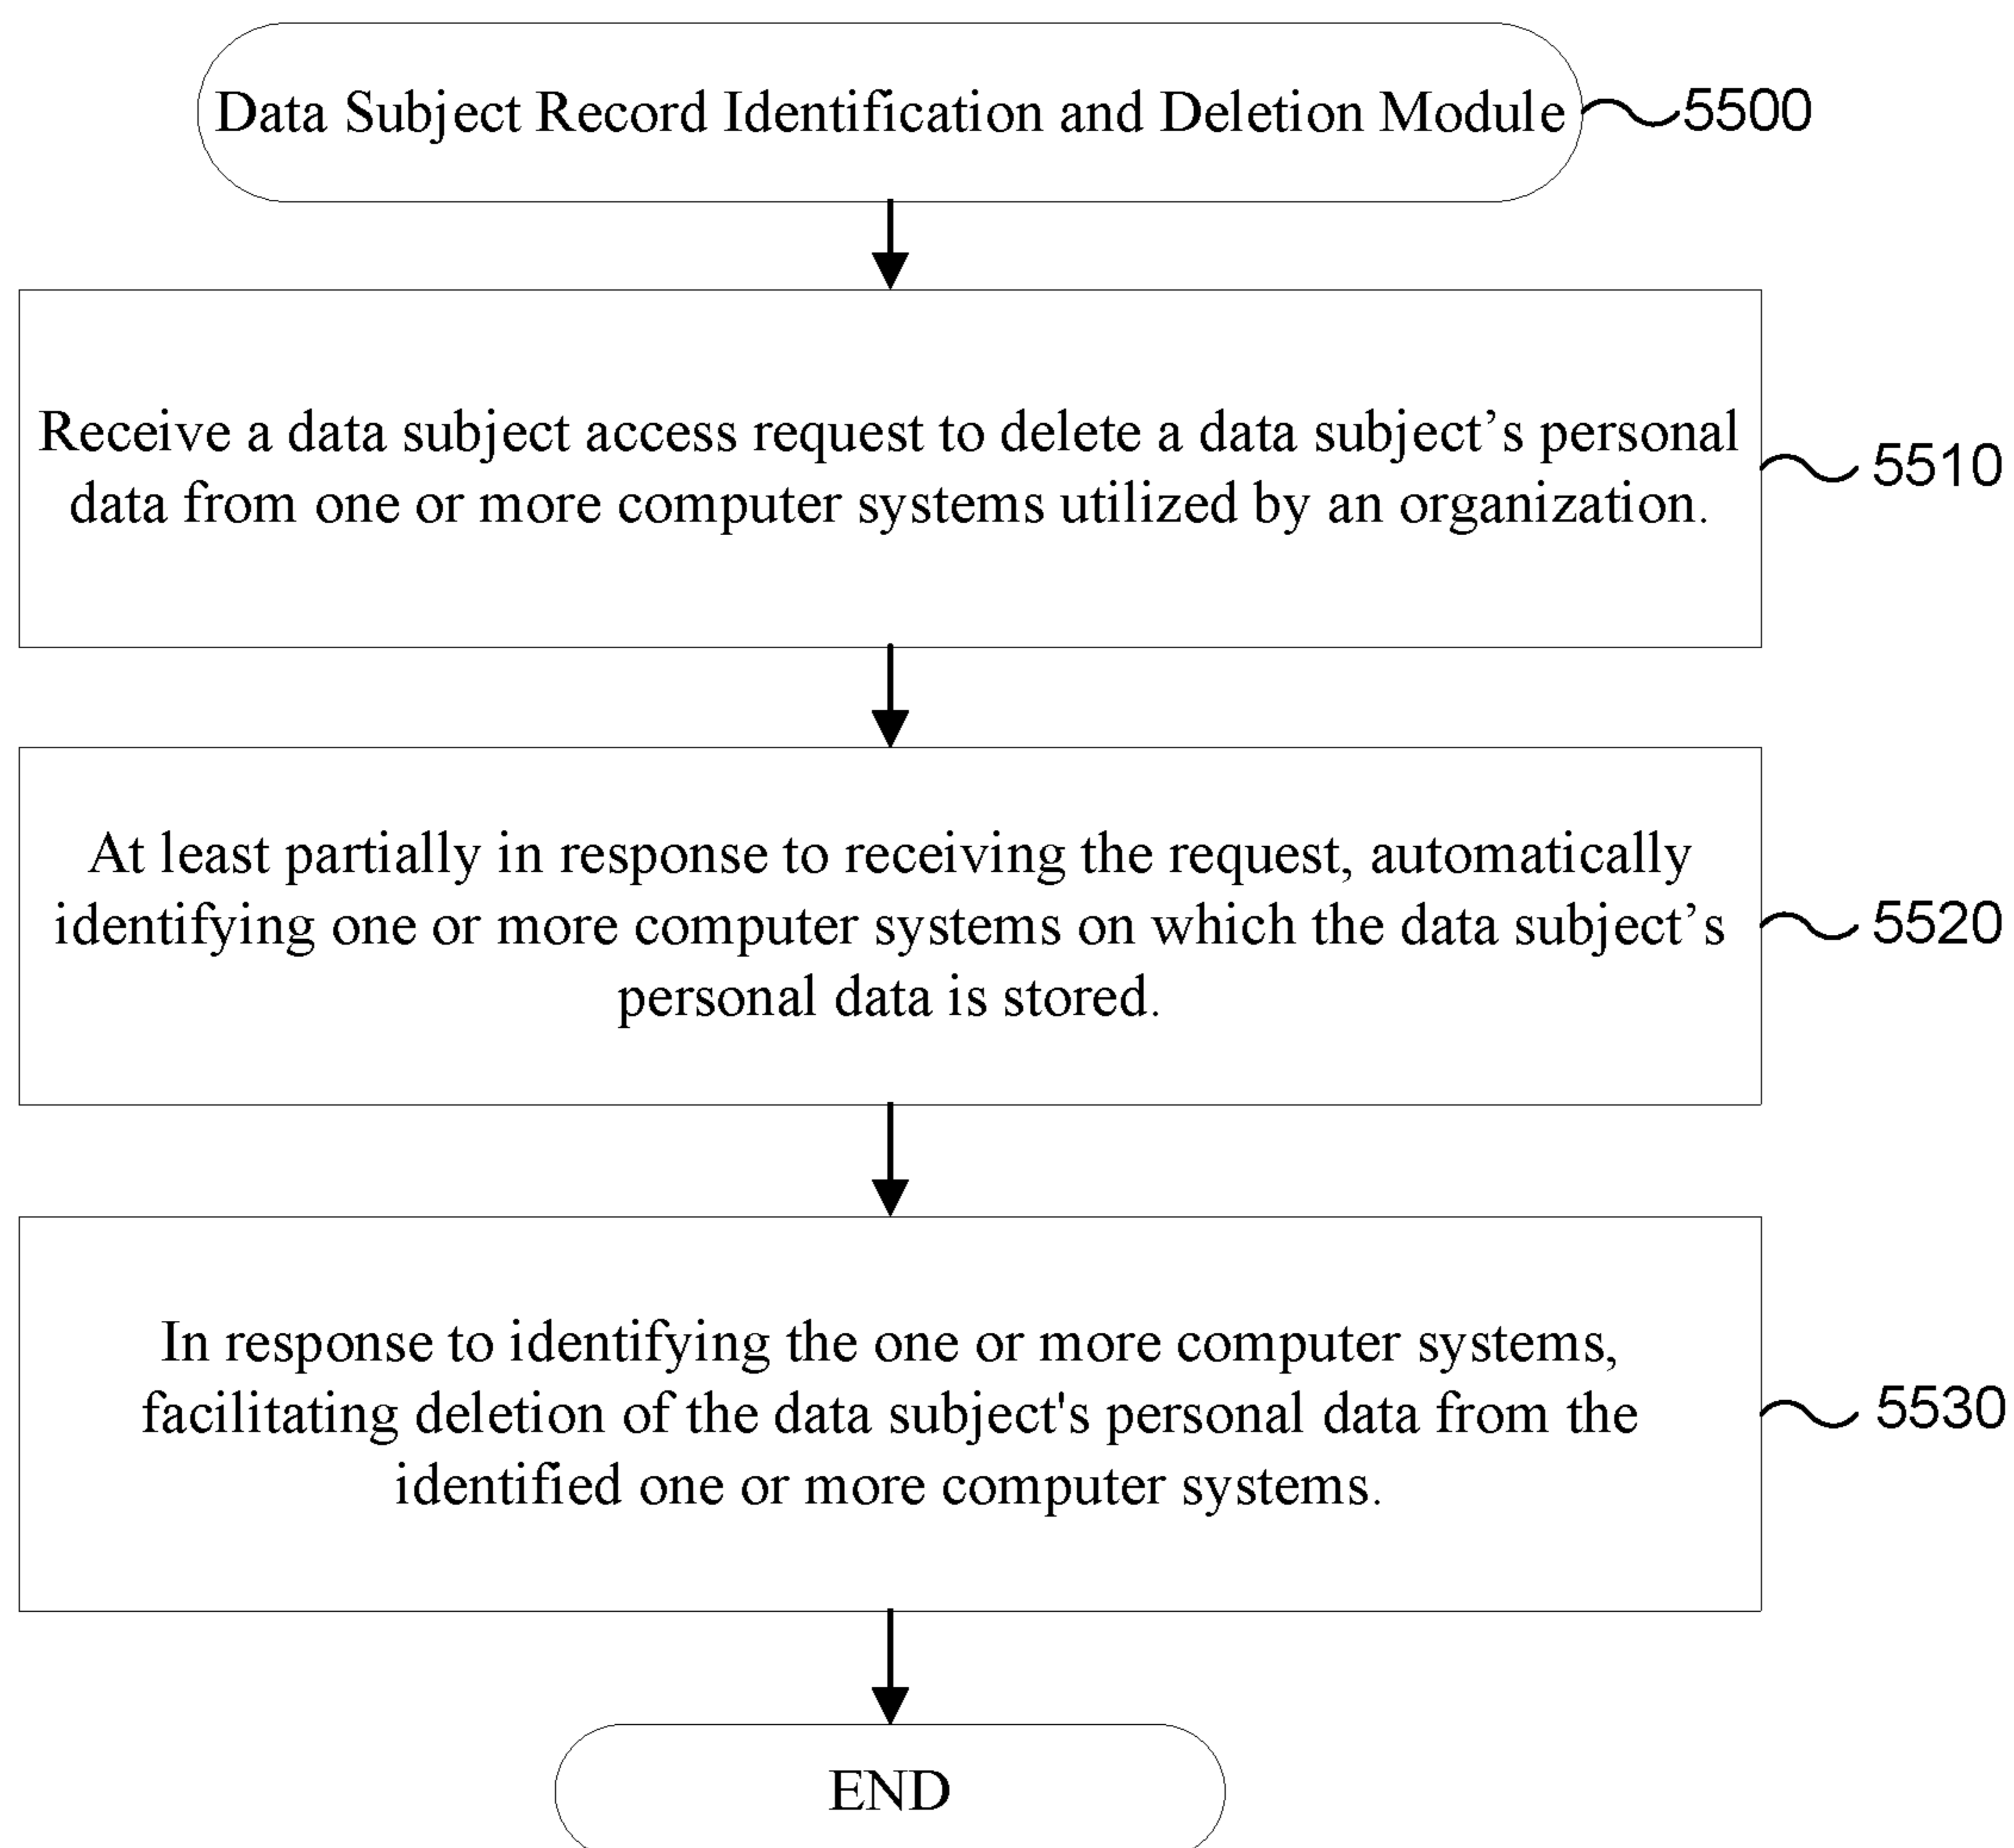 Data Subject Record Identification and Deletion Module
5500
Receive a data subject access request to delete a data subject’s personal
data from one or more computer systems utilized by an organization.
5510
At least partially in response to receiving the request, automatically
identifying one or more computer systems on which the data subject’s
personal data is stored.
5520
In response to identifying the one or more computer systems,
facilitating deletion of the data subject's personal data from the
identified one or more computer systems.
5530
END